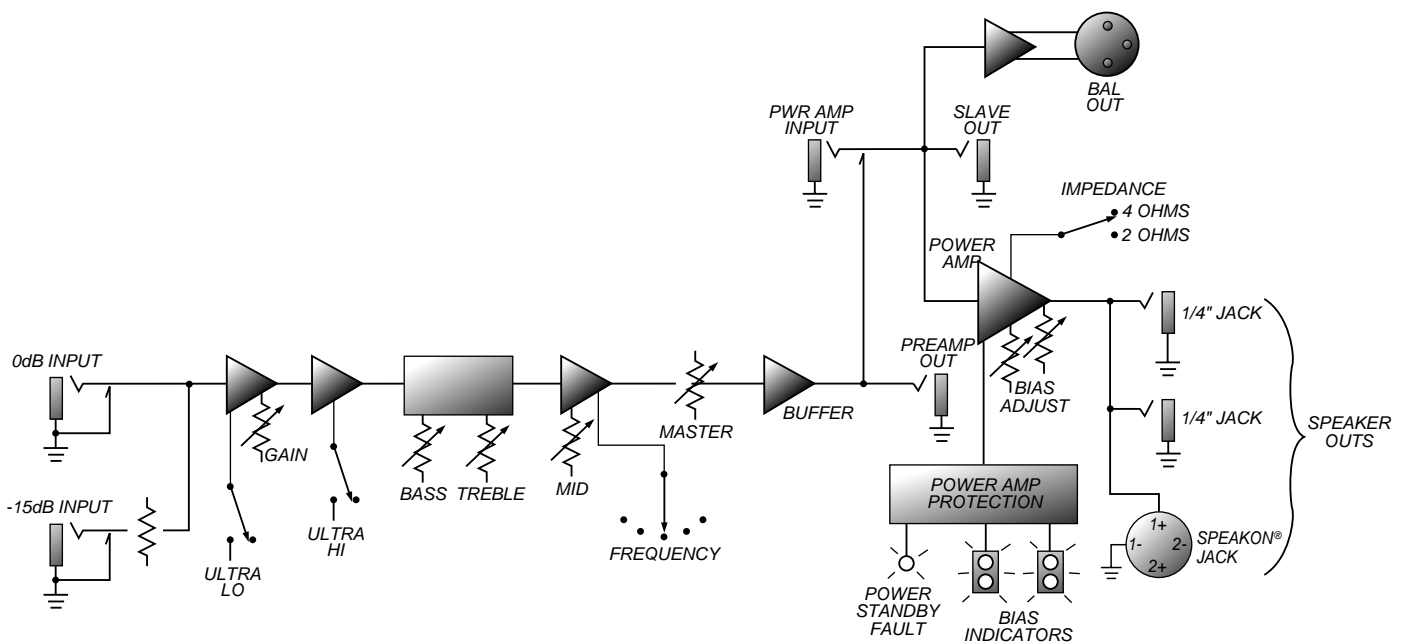 BAL
OUT
PWR AMP
INPUT
SLAVE
OUT
IMPEDANCE
4 OHMS
2 OHMS
POWER
AMP
1/4" JACK
0dB INPUT
PREAMP
OUT
BIAS
ADJUST
BUFFER
MASTER
GAIN
1/4" JACK
SPEAKER
OUTS
BASS
TREBLE
MID
POWER AMP
PROTECTION
-15dB INPUT
ULTRA
HI
FREQUENCY
1+
1-
2-
2+
SPEAKON®
JACK
ULTRA
LO
POWER
STANDBY
FAULT
BIAS
INDICATORS